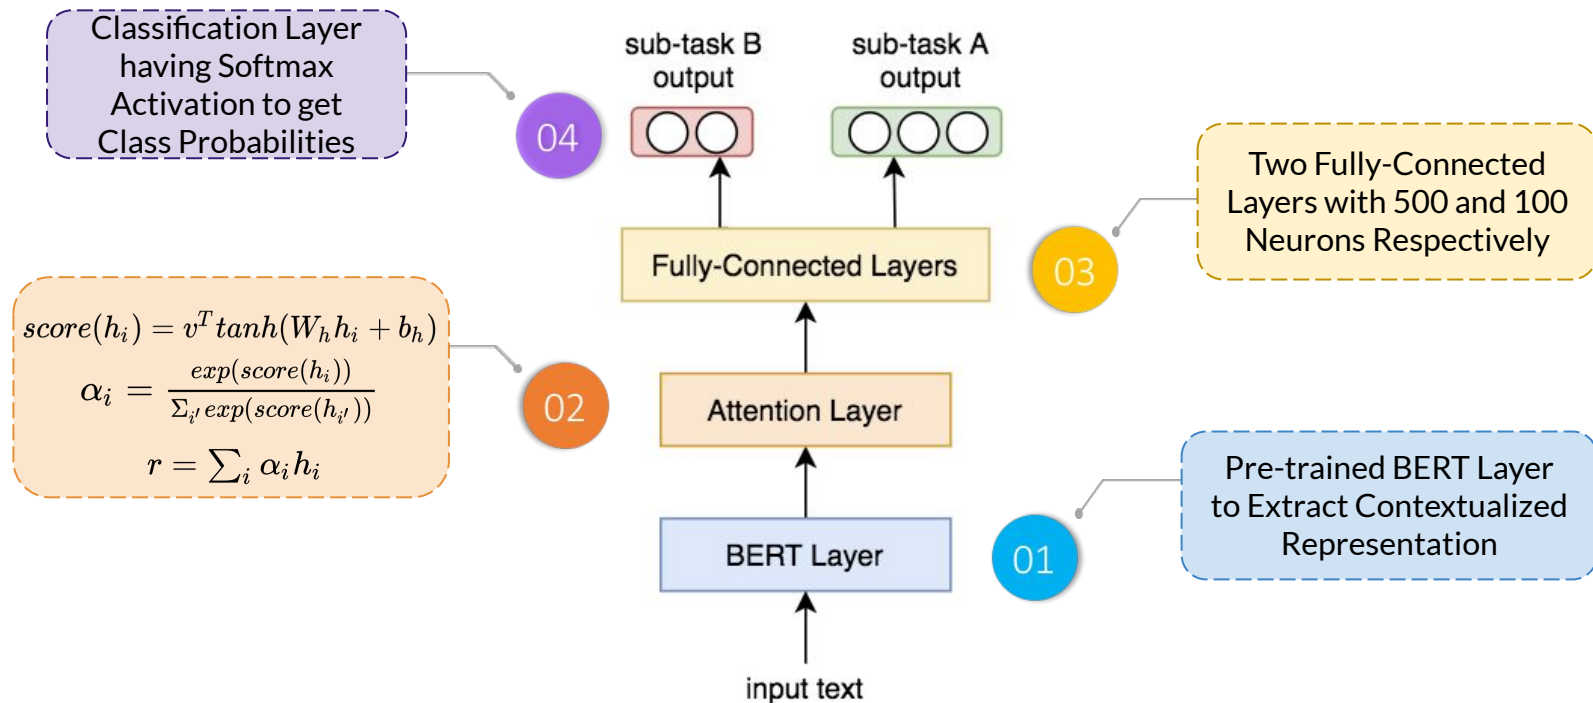 Classification Layer
having Softmax
Activation to get
Class Probabilities
04
sub-task B
output
sub-task A
output
Two Fully-Connected
Layers with 500 and 100
Neurons Respectively
03
Fully-Connected Layers
score(h_i) = v^T tanh(W_h h_i + b_h)
α_i = exp(score(h_i)) / Σ_{i'} exp(score(h_{i'}))
r = ∑_i α_i h_i
02
Attention Layer
Pre-trained BERT Layer
to Extract Contextualized
Representation
01
BERT Layer
input text